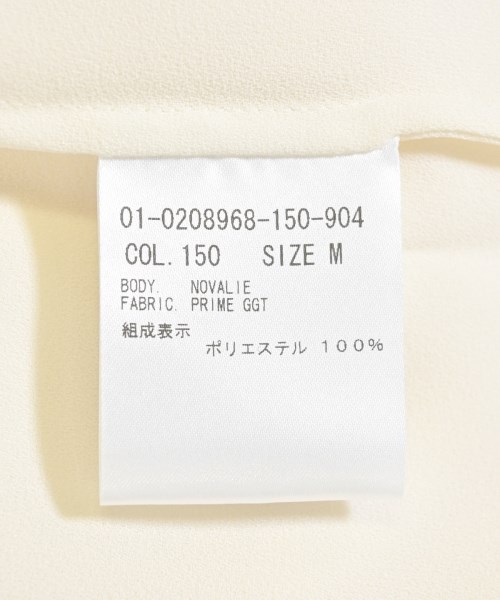 01-0208968-150-904
COL. 150 SIZE M
BODY. NOVALIE
FABRIC. PRIME GGT
組成表示
ポリエステル 100%